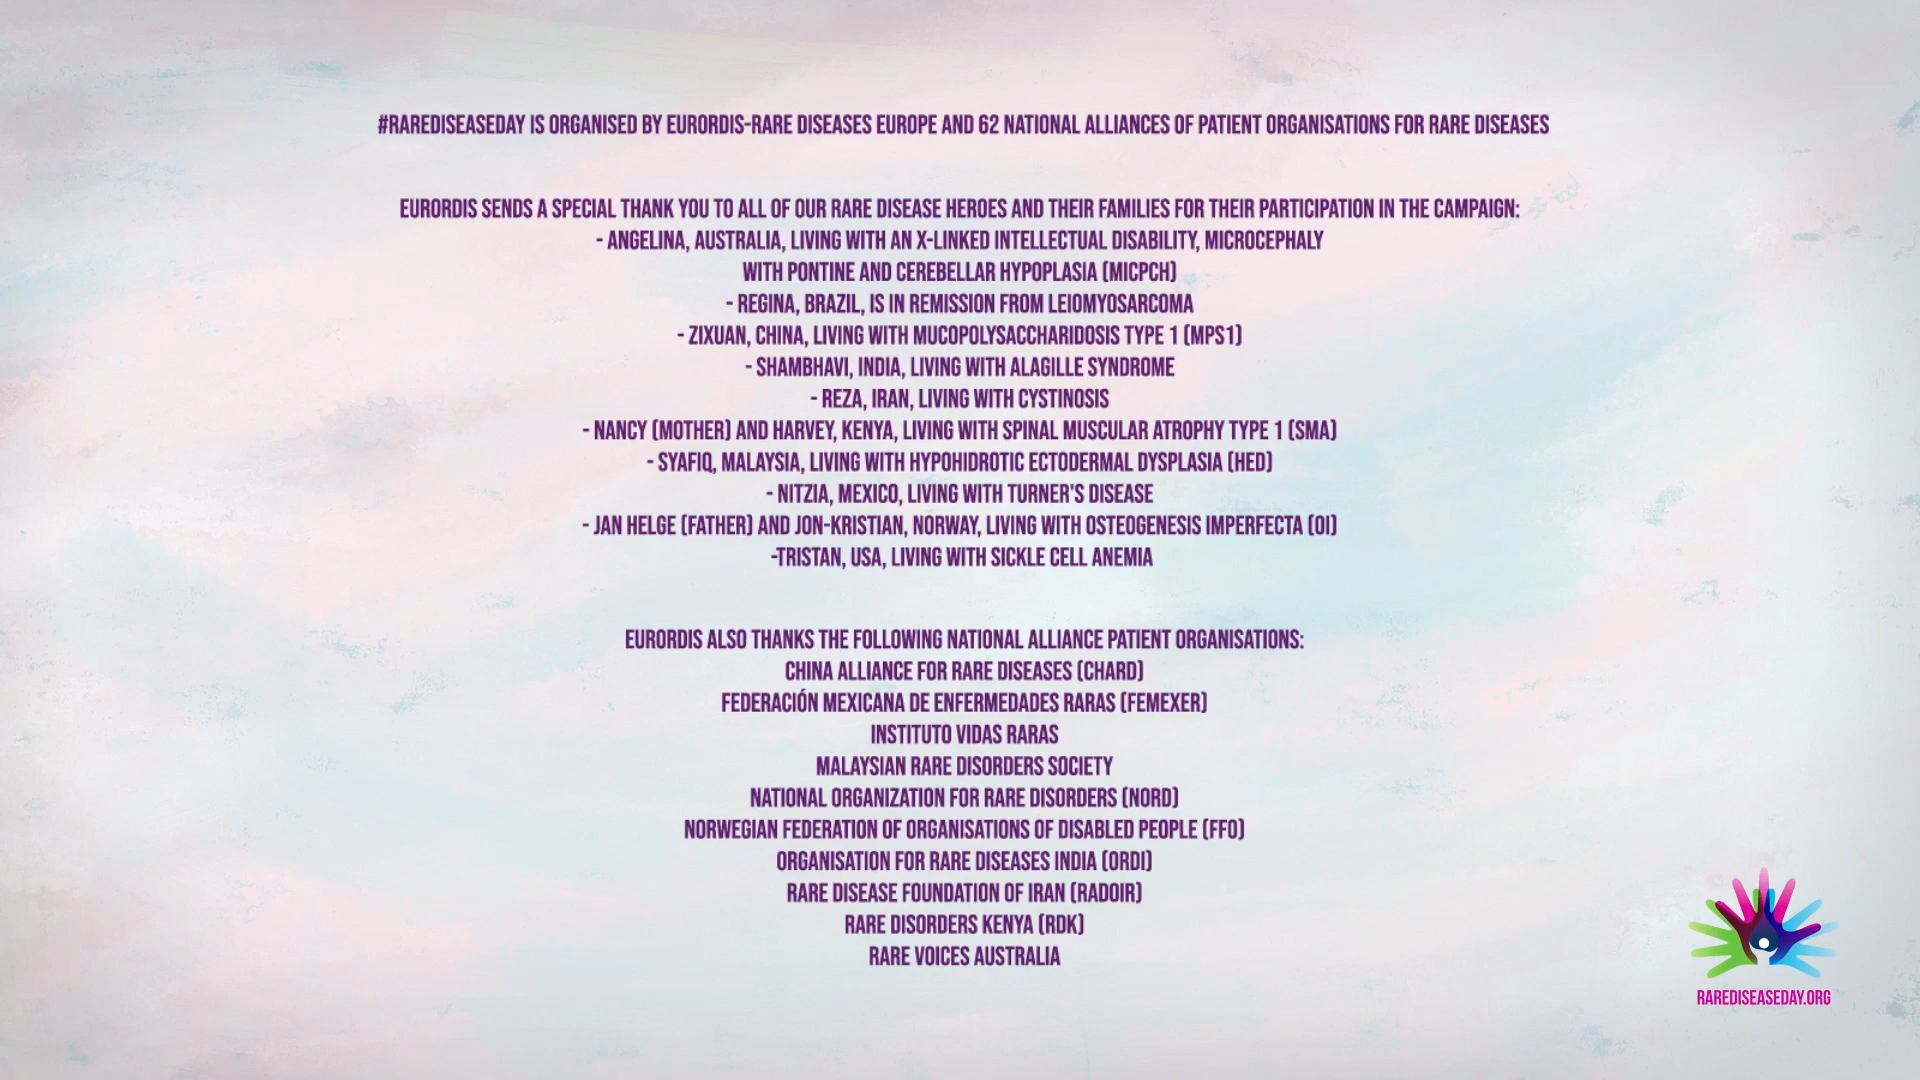 #RAREDISEASEDAY IS ORGANISED BY EURORDIS-RARE DISEASES EUROPE AND 62 NATIONAL ALLIANCES OF PATIENT ORGANISATIONS FOR RARE DISEASES
EURORDIS SENDS A SPECIAL THANK YOU TO ALL OF OUR RARE DISEASE HEROES AND THEIR FAMILIES FOR THEIR PARTICIPATION IN THE CAMPAIGN:
- ANGELINA, AUSTRALIA, LIVING WITH AN X-LINKED INTELLECTUAL DISABILITY, MICROCEPHALY
WITH PONTINE AND CEREBELLAR HYPOPLASIA (MICPCH)
- REGINA, BRAZIL, IS IN REMISSION FROM LEIOMYOSARCOMA
- ZIXUAN, CHINA, LIVING WITH MUCOPOLYSACCHARIDOSIS TYPE 1 (MPS1)
- SHAMBHAVI, INDIA, LIVING WITH ALAGILLE SYNDROME
- REZA, IRAN, LIVING WITH CYSTINOSIS
- NANCY (MOTHER) AND HARVEY, KENYA, LIVING WITH SPINAL MUSCULAR ATROPHY TYPE 1 (SMA)
- SYAFIQ, MALAYSIA, LIVING WITH HYPOHIDROTIC ECTODERMAL DYSPLASIA (HED)
- NITZIA, MEXICO, LIVING WITH TURNER'S DISEASE
- JAN HELGE (FATHER) AND JON-KRISTIAN, NORWAY, LIVING WITH OSTEOGENESIS IMPERFECTA (OI)
-TRISTAN, USA, LIVING WITH SICKLE CELL ANEMIA
EURORDIS ALSO THANKS THE FOLLOWING NATIONAL ALLIANCE PATIENT ORGANISATIONS:
CHINA ALLIANCE FOR RARE DISEASES (CHARD)
FEDERACIÓN MEXICANA DE ENFERMEDADES RARAS (FEMEXER)
INSTITUTO VIDAS RARAS
MALAYSIAN RARE DISORDERS SOCIETY
NATIONAL ORGANIZATION FOR RARE DISORDERS (NORD)
NORWEGIAN FEDERATION OF ORGANISATIONS OF DISABLED PEOPLE (FFO)
ORGANISATION FOR RARE DISEASES INDIA (ORDI)
RARE DISEASE FOUNDATION OF IRAN (RADOIR)
RARE DISORDERS KENYA (RDK)
RARE VOICES AUSTRALIA
RAREDISEASEDAY.ORG